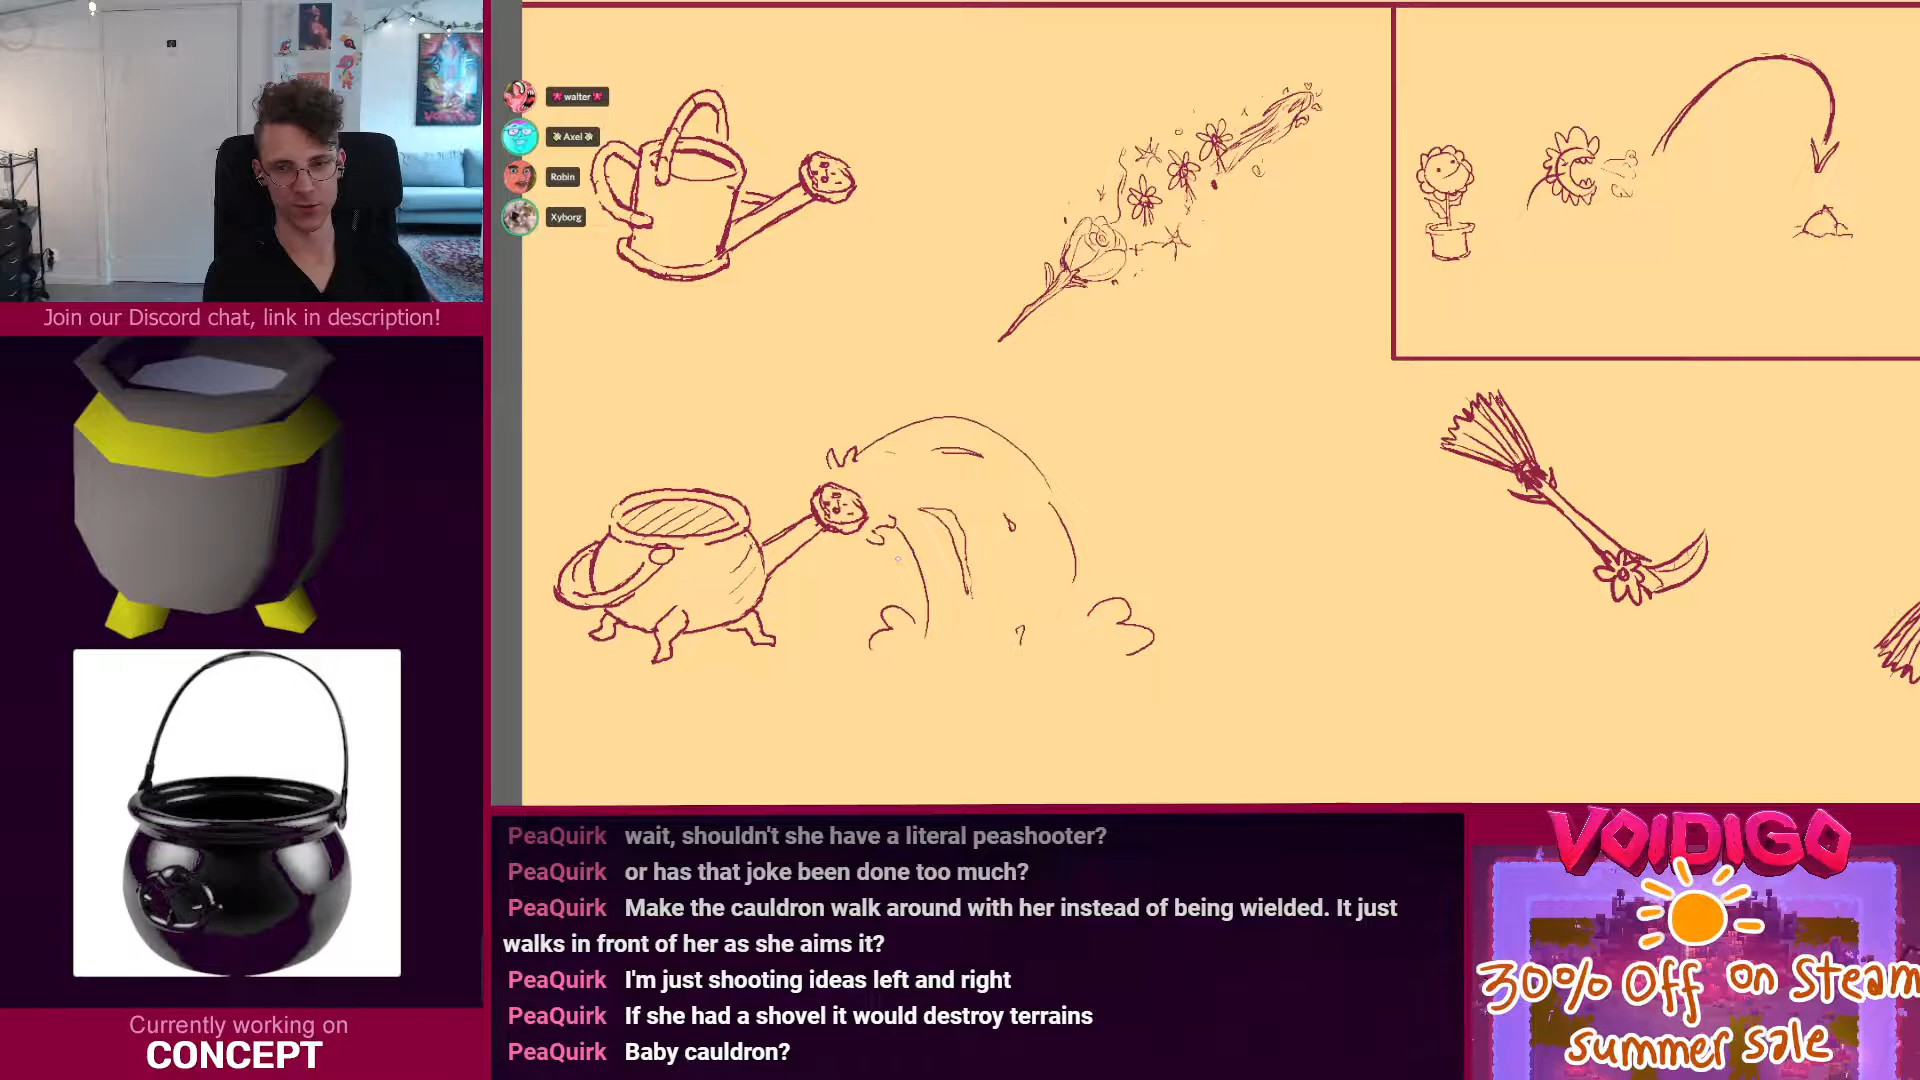 walter
Axel
Robin
Xyborg
Join our Discord chat, link in description!
PeaQuirk wait, shouldn't she have a literal peashooter?
PeaQuirk or has that joke been done too much?
PeaQuirk Make the cauldron walk around with her instead of being wielded. It just
walks in front of her as she aims it?
PeaQuirk I'm just shooting ideas left and right
PeaQuirk If she had a shovel it would destroy terrains
PeaQuirk Baby cauldron?
Currently working on
CONCEPT
VOIDIGO
30% Off on Steam
summer sale